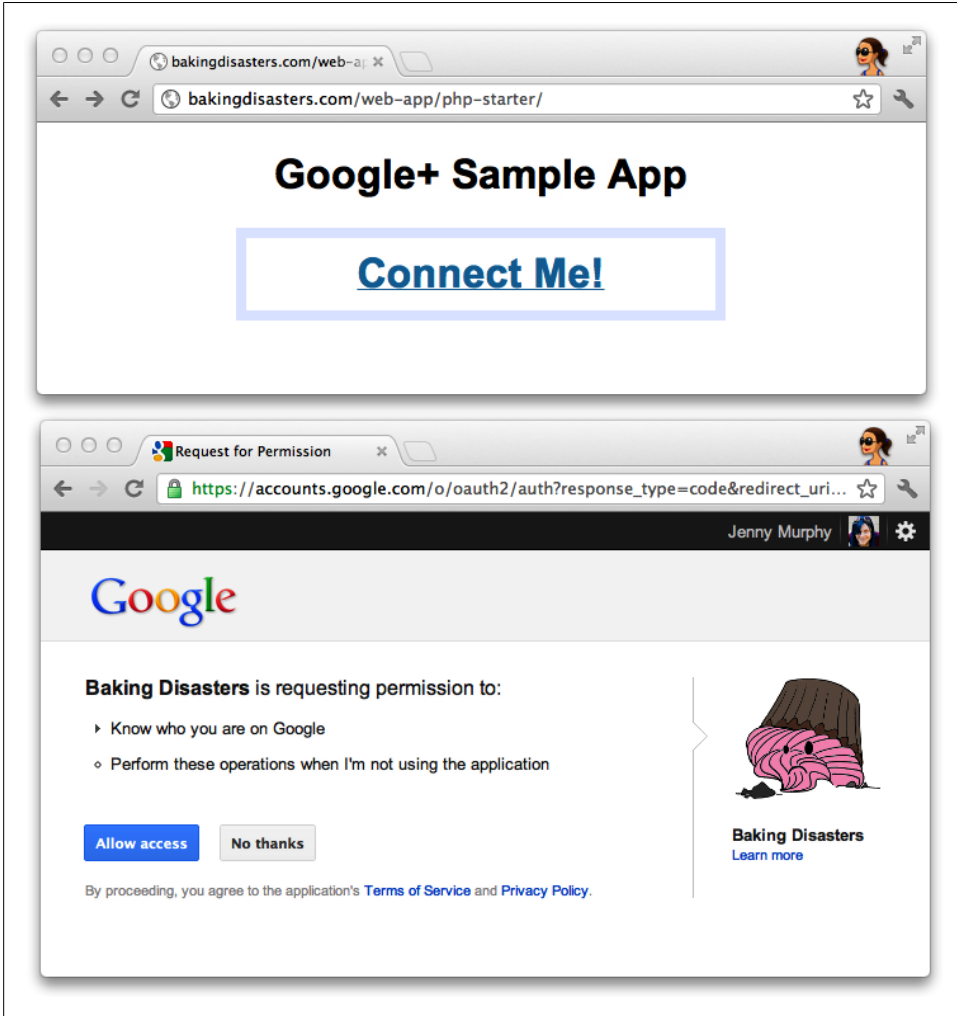 bakingdisasters.com/web-ap
bakingdisasters.com/web-app/php-starter/
Google+ Sample App
Connect Me!
Request for Permission
https://accounts.google.com/o/oauth2/auth?response_type=code&redirect_uri...
Jenny Murphy
Google
Baking Disasters is requesting permission to:
Know who you are on Google
Perform these operations when I'm not using the application
Allow access No thanks
By proceeding, you agree to the application's Terms of Service and Privacy Policy.
Baking Disasters
Learn more